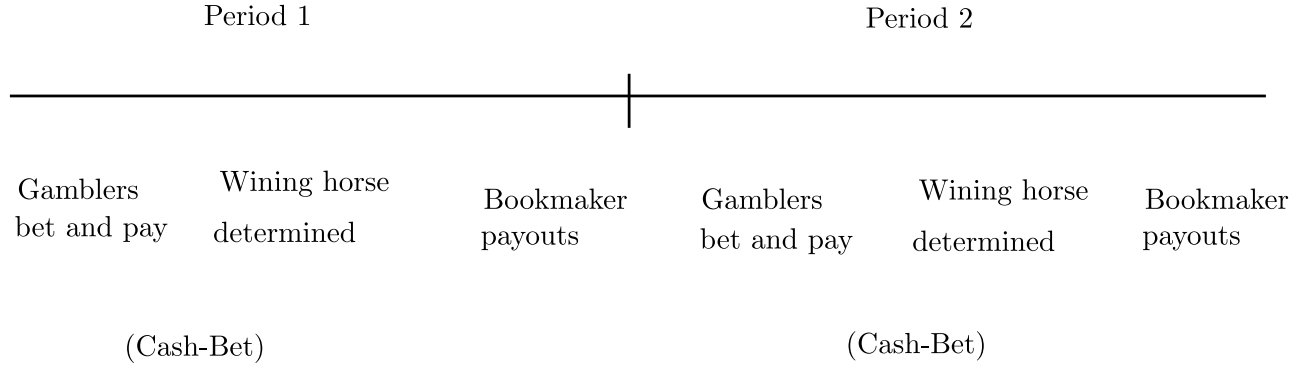 Period 1
Period 2
Gamblers
bet and pay
Wining horse
determined
Bookmaker
payouts
Gamblers
bet and pay
Wining horse
determined
Bookmaker
payouts
(Cash-Bet)
(Cash-Bet)